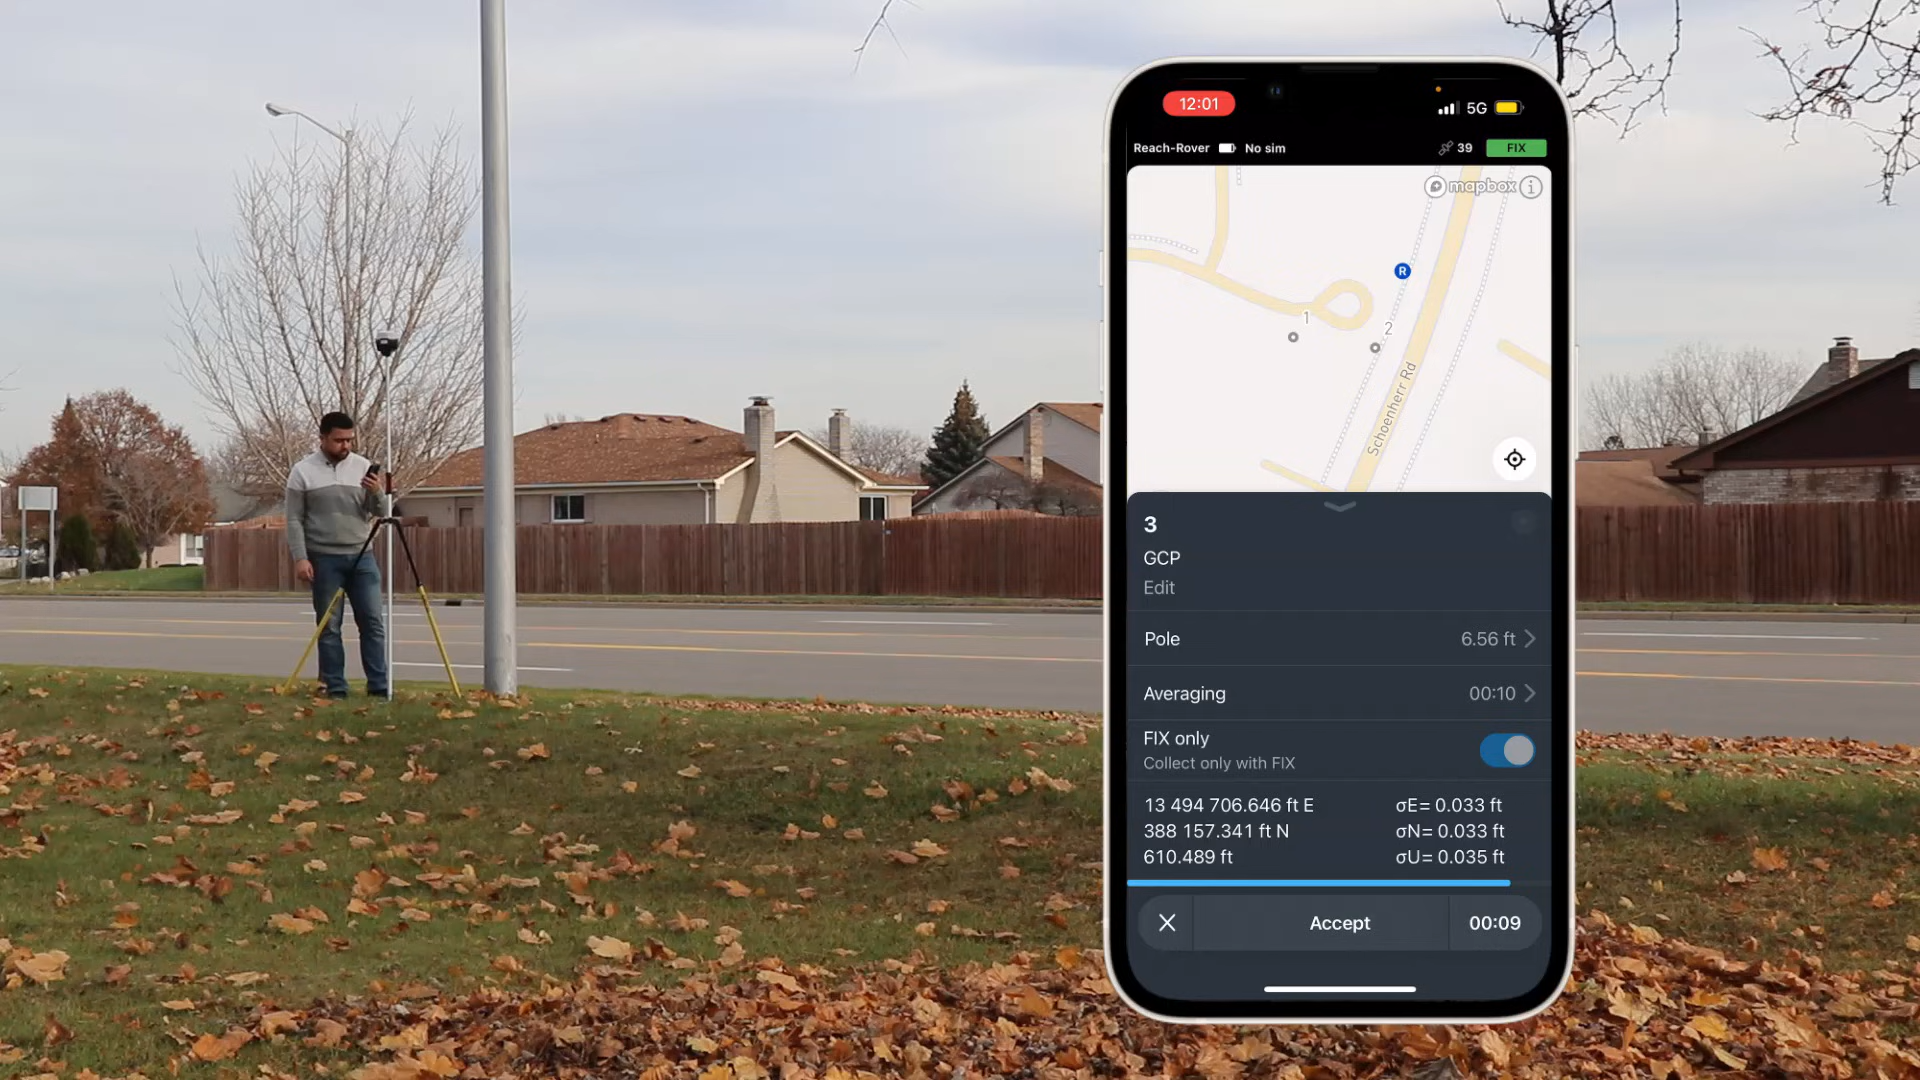 12:01
5G
Reach-Rover No sim 39 FIX
mapbox
R
1
2
Schoenherr Rd
3
GCP
Edit
Pole 6.56 ft
Averaging 00:10
FIX only
Collect only with FIX
13 494 706.646 ft E σE= 0.033 ft
388 157.341 ft N σN= 0.033 ft
610.489 ft σU= 0.035 ft
Accept 00:09